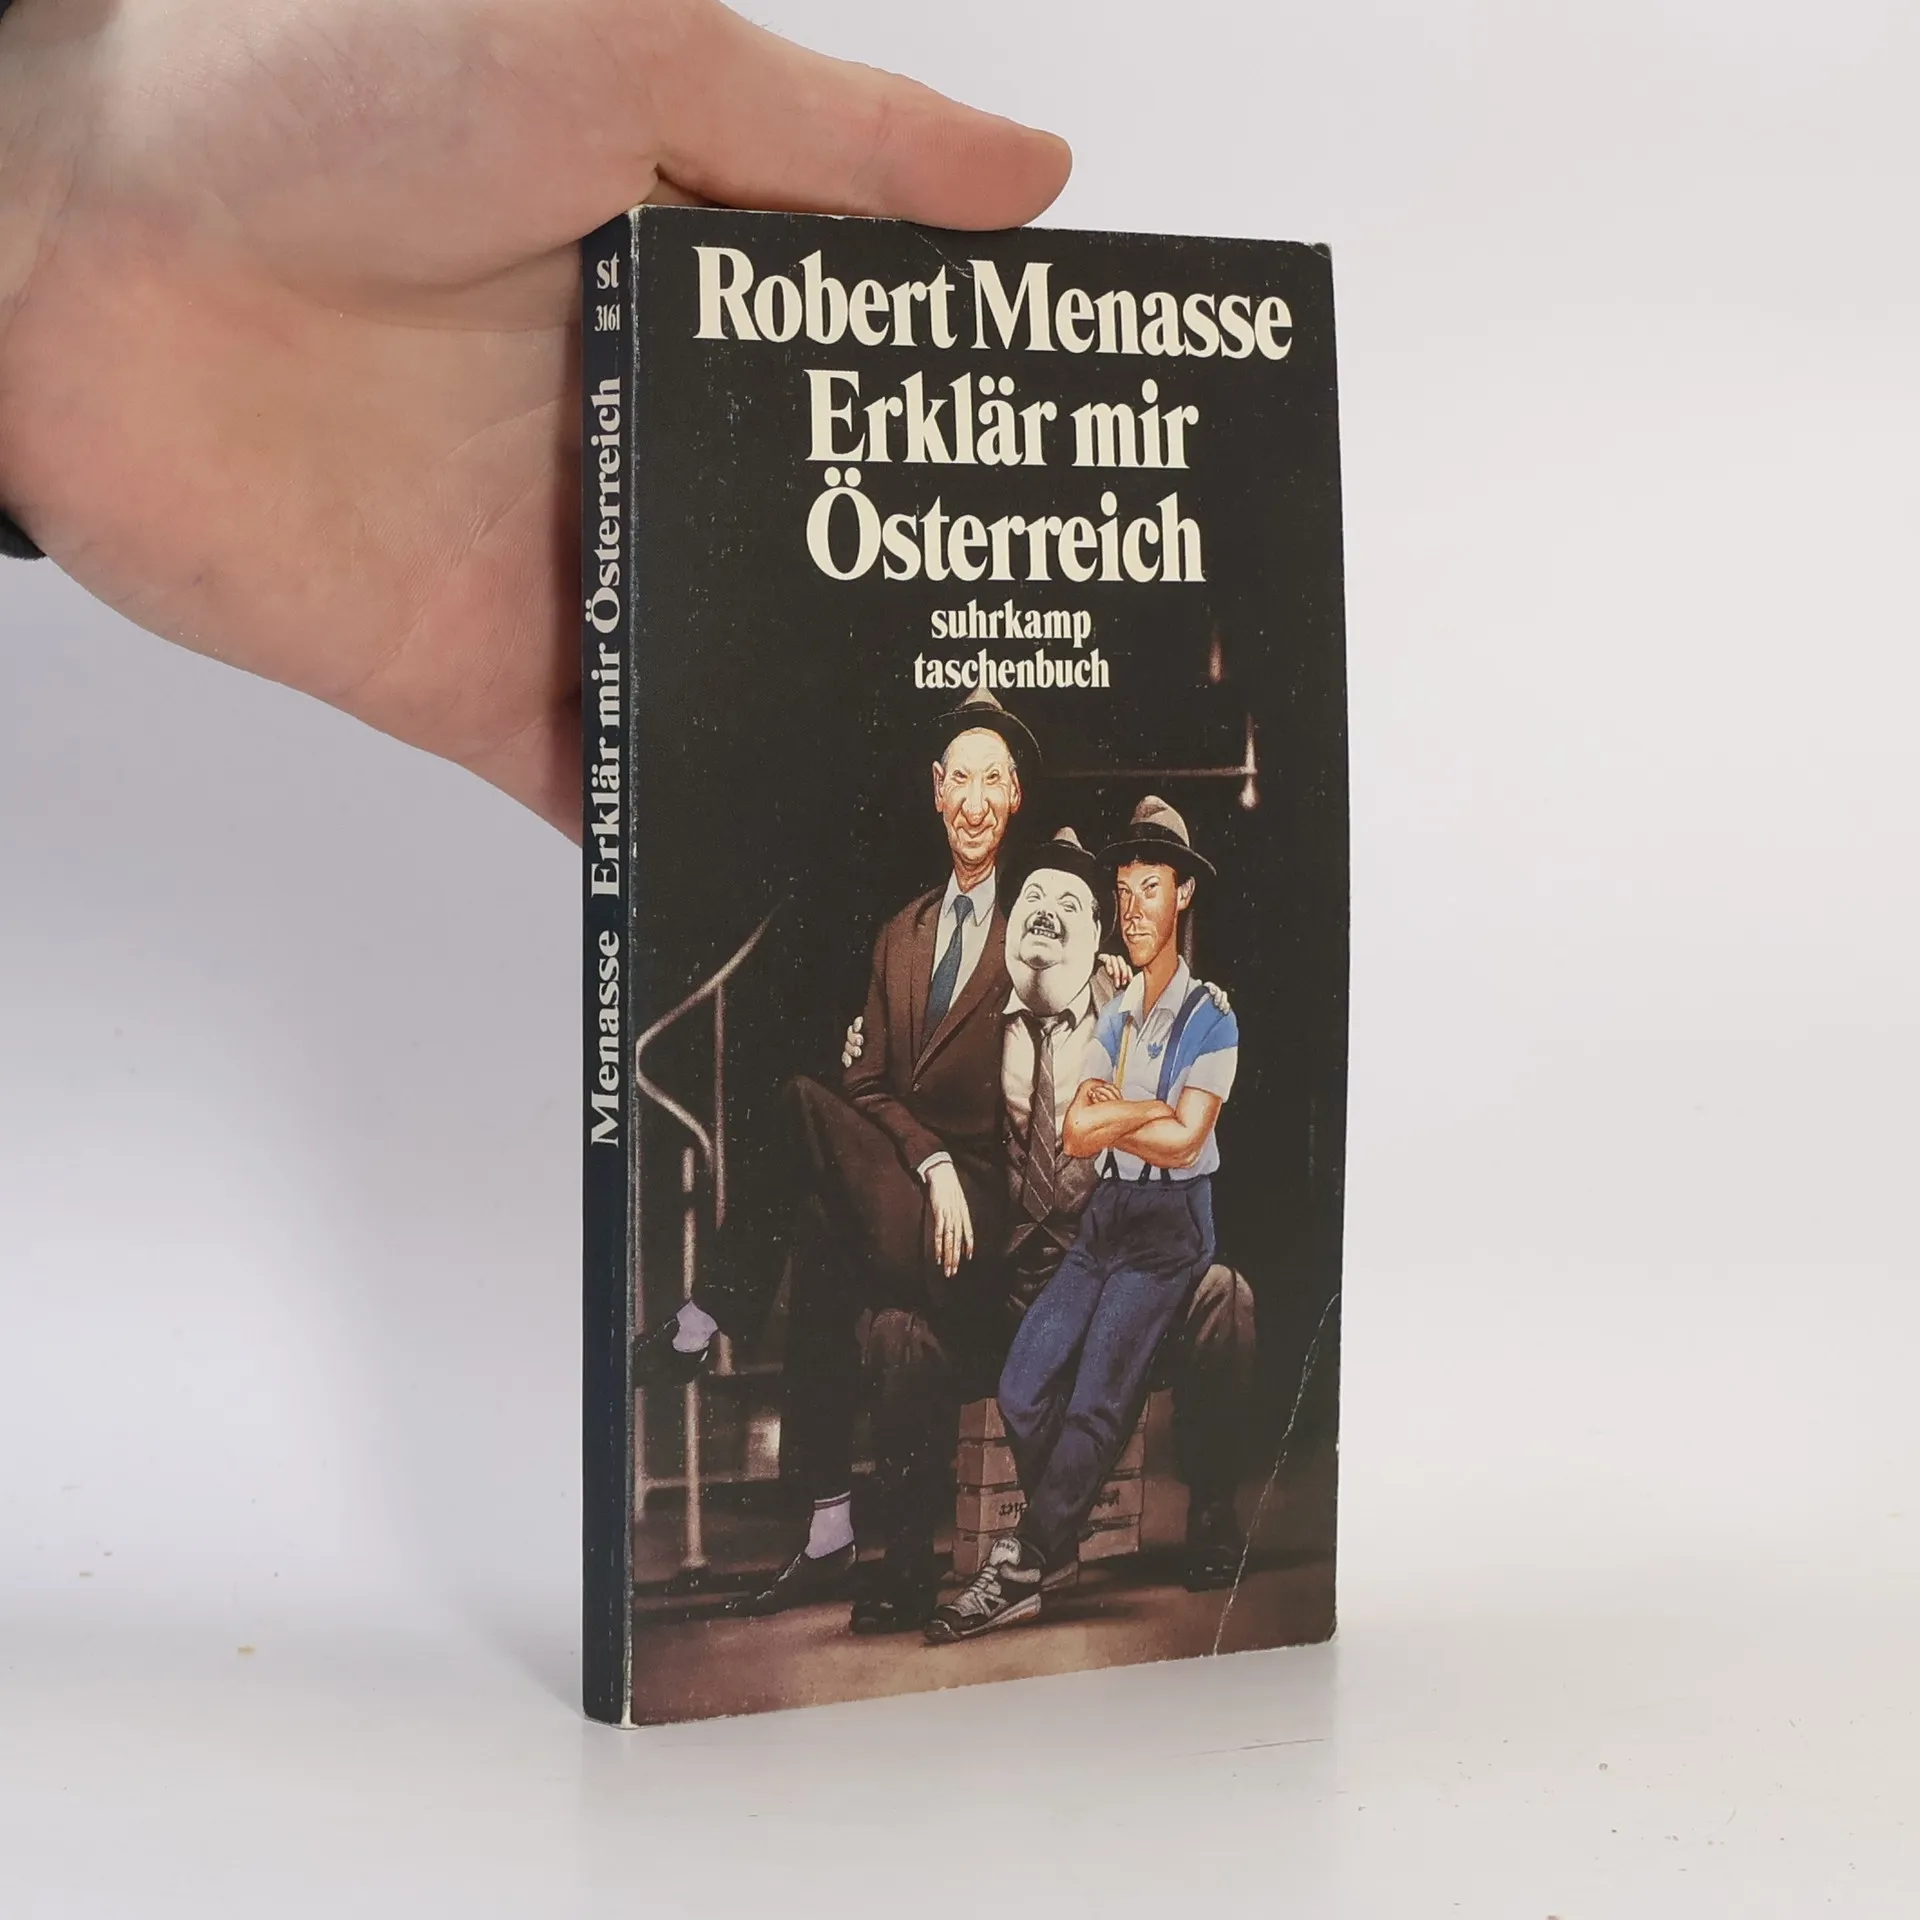 Robert Menasse
Erklär mir
Österreich
suhrkamp
taschenbuch
st
3161
Menasse Erklär mir Österreich